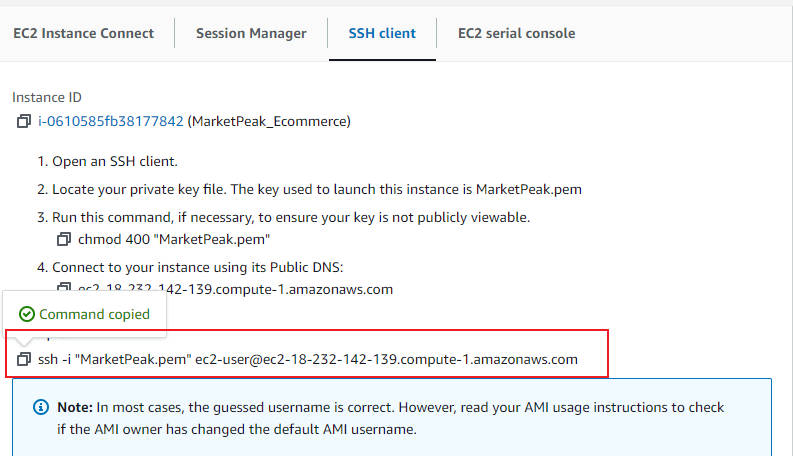 EC2 Instance Connect
Session Manager
SSH client
EC2 serial console
Instance ID
i-0610585fb38177842 (MarketPeak_Ecommerce)
1. Open an SSH client.
2. Locate your private key file. The key used to launch this instance is MarketPeak.pem
3. Run this command, if necessary, to ensure your key is not publicly viewable.
chmod 400 "MarketPeak.pem"
4. Connect to your instance using its Public DNS:
ec2-18-232-142-139.compute-1.amazonaws.com
Command copied
ssh -i "MarketPeak.pem" ec2-user@ec2-18-232-142-139.compute-1.amazonaws.com
Note: In most cases, the guessed username is correct. However, read your AMI usage instructions to check
if the AMI owner has changed the default AMI username.